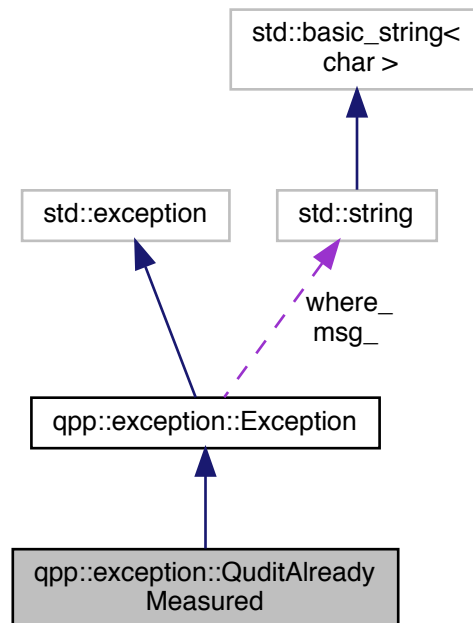 std::basic_string<
char >
std::exception
std::string
where_
msg_
qpp::exception::Exception
qpp::exception::QuditAlready
Measured